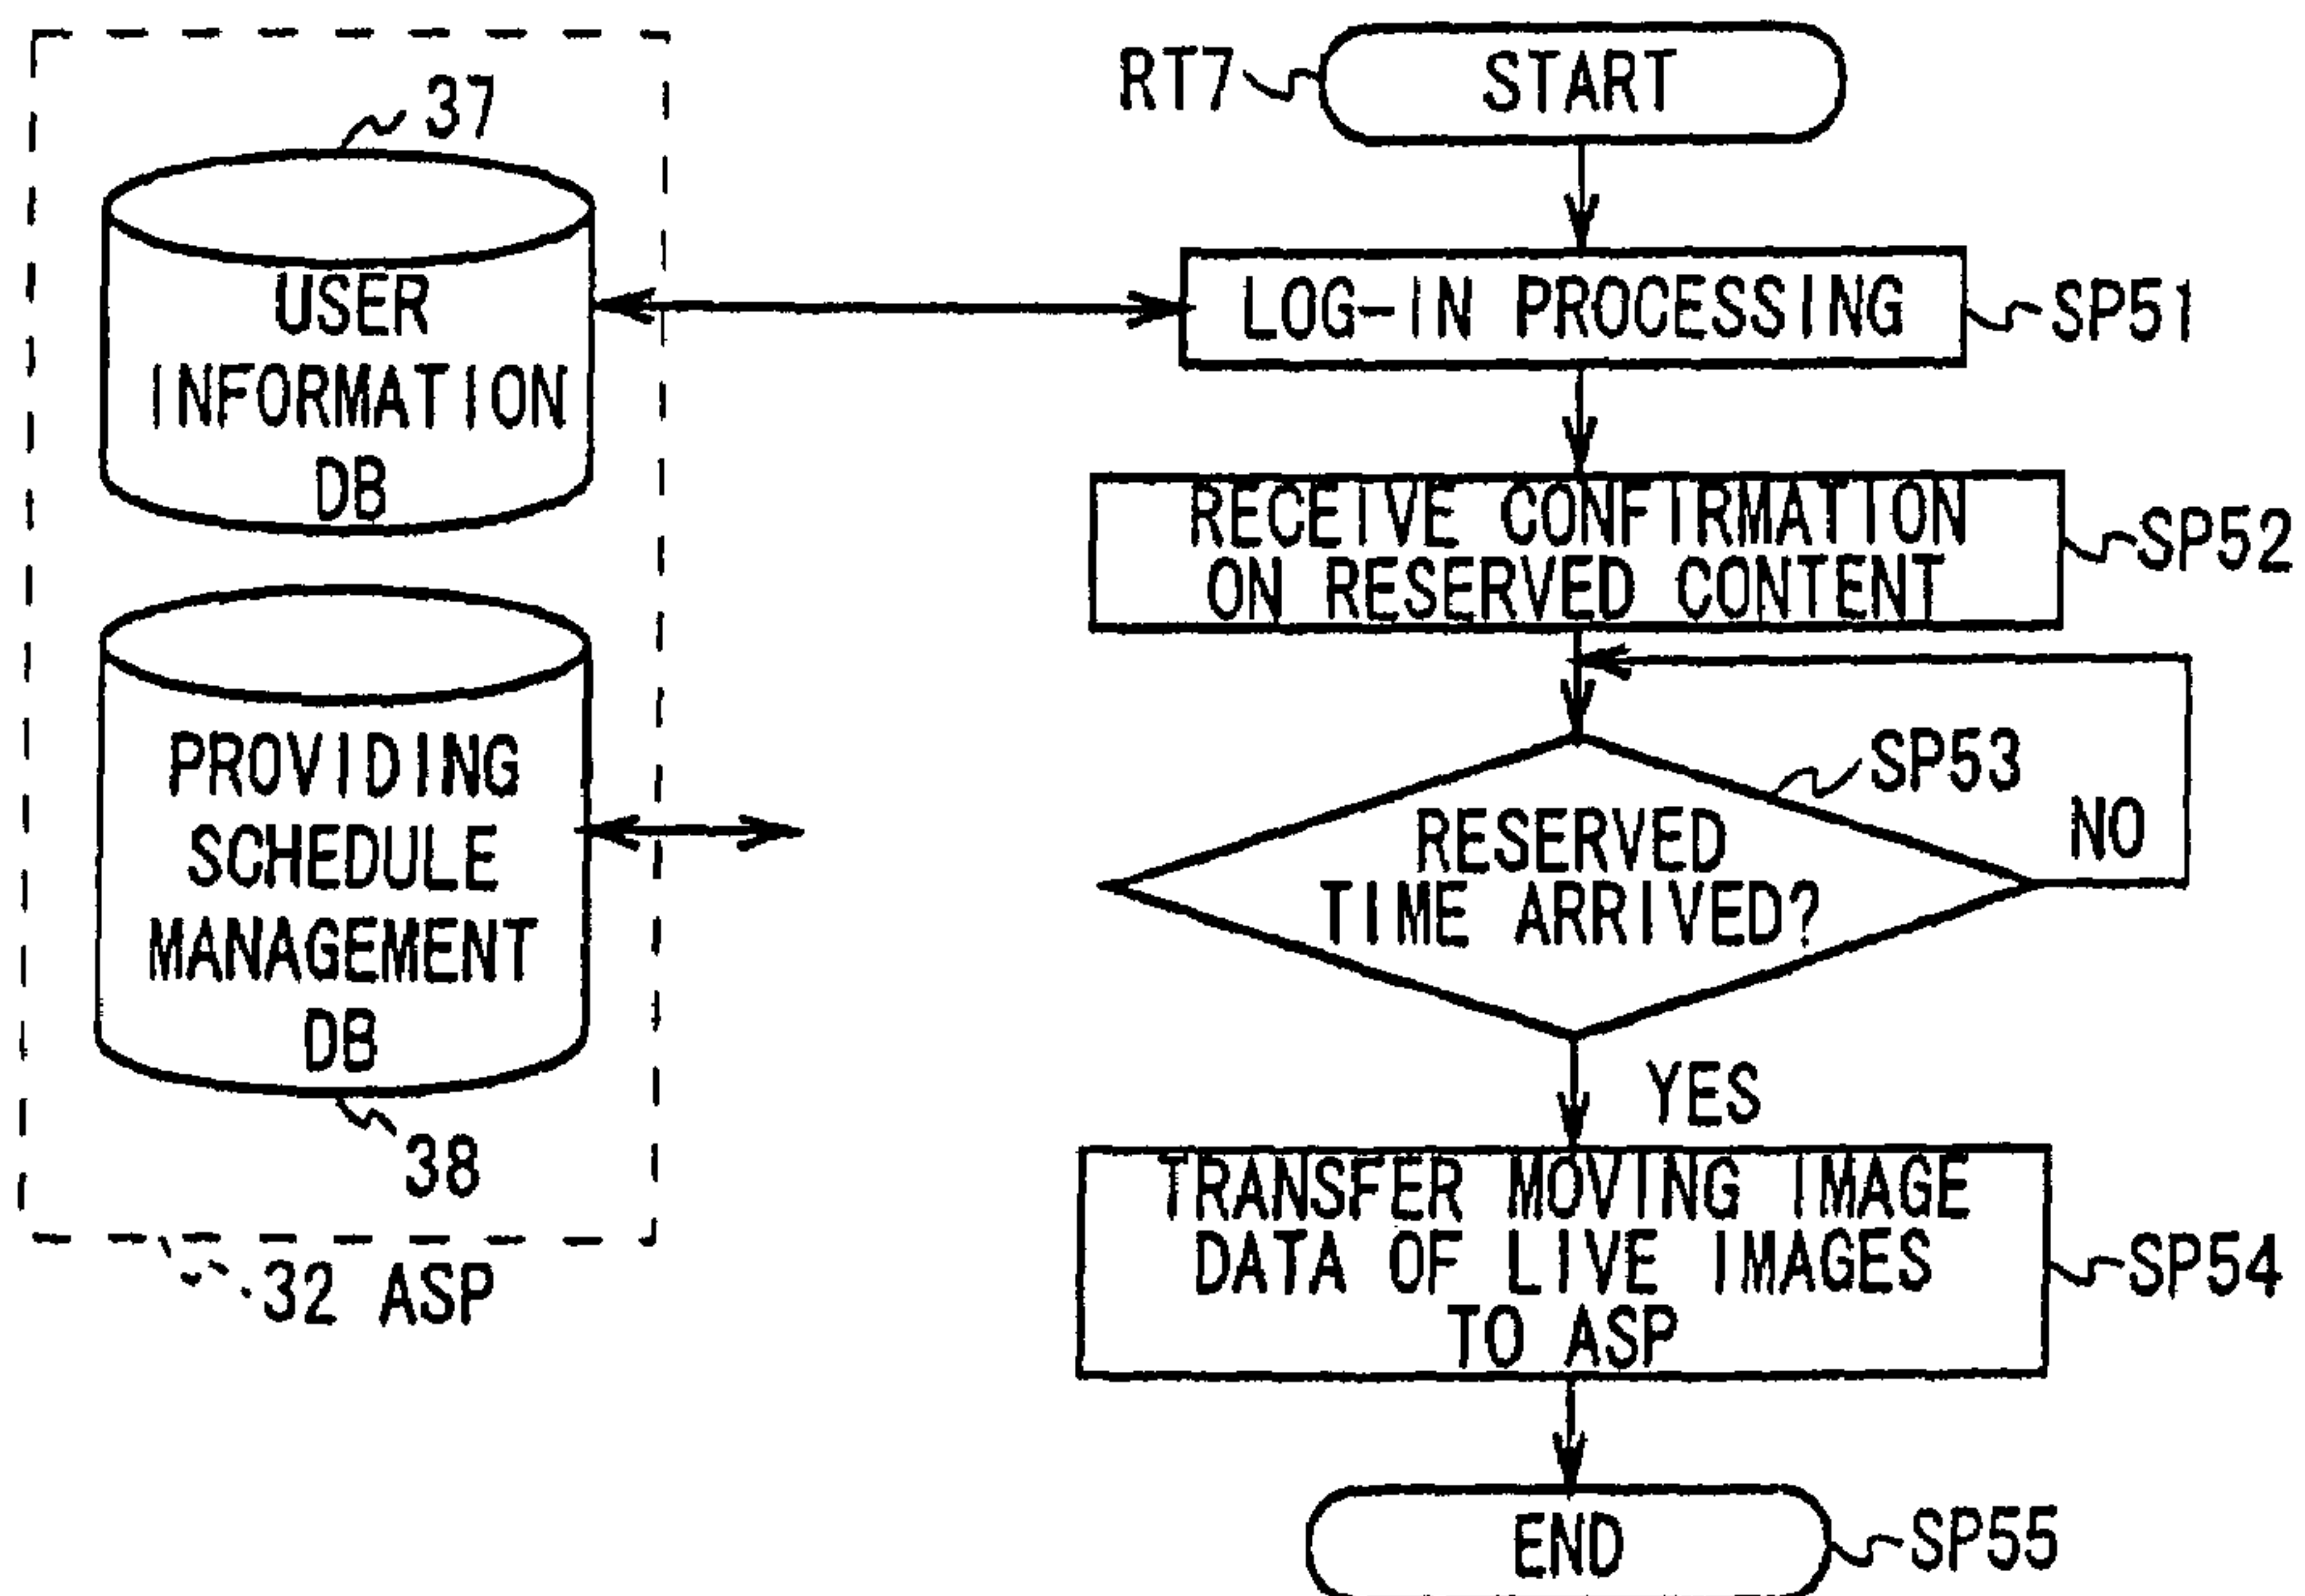 37
USER
INFORMATION
DB
PROVIDING
SCHEDULE
MANAGEMENT
DB
38
32 ASP
RT7
START
LOG-IN PROCESSING
SP51
RECEIVE CONFIRMATION
ON RESERVED CONTENT
SP52
SP53
RESERVED
TIME ARRIVED?
NO
YES
TRANSFER MOVING IMAGE
DATA OF LIVE IMAGES
TO ASP
SP54
END
SP55